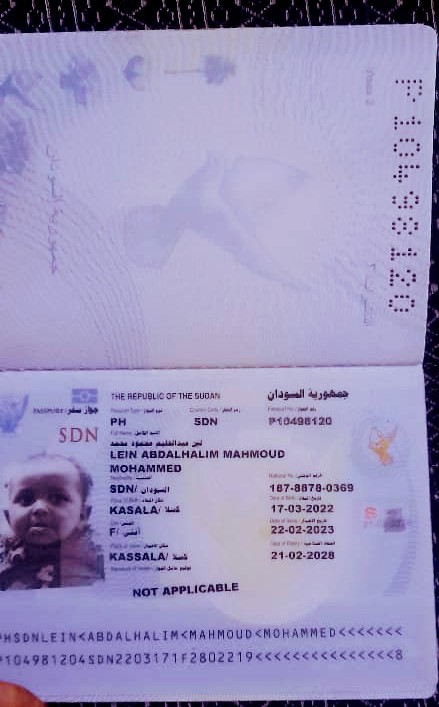 P10498120
THE REPUBLIC OF THE SUDAN
جمهورية السودان
PASSPORT/ جواز سفر
PH
SDN
P10498120
SDN
لين عبدالحليم محمود محمد
LEIN ABDALHALIM MAHMOUD
MOHAMMED
SDN/ السودان
187-8878-0369
KASALA/ كسلا
17-03-2022
F/ أنثى
22-02-2023
KASSALA/ كسلا
21-02-2028
NOT APPLICABLE
PHSDNLEIN<ABDALHALIM<MAHMOUD<MOHAMMED<<<<<<<
P104981204SDN2203171F2802219<<<<<<<<<<<<<<<8